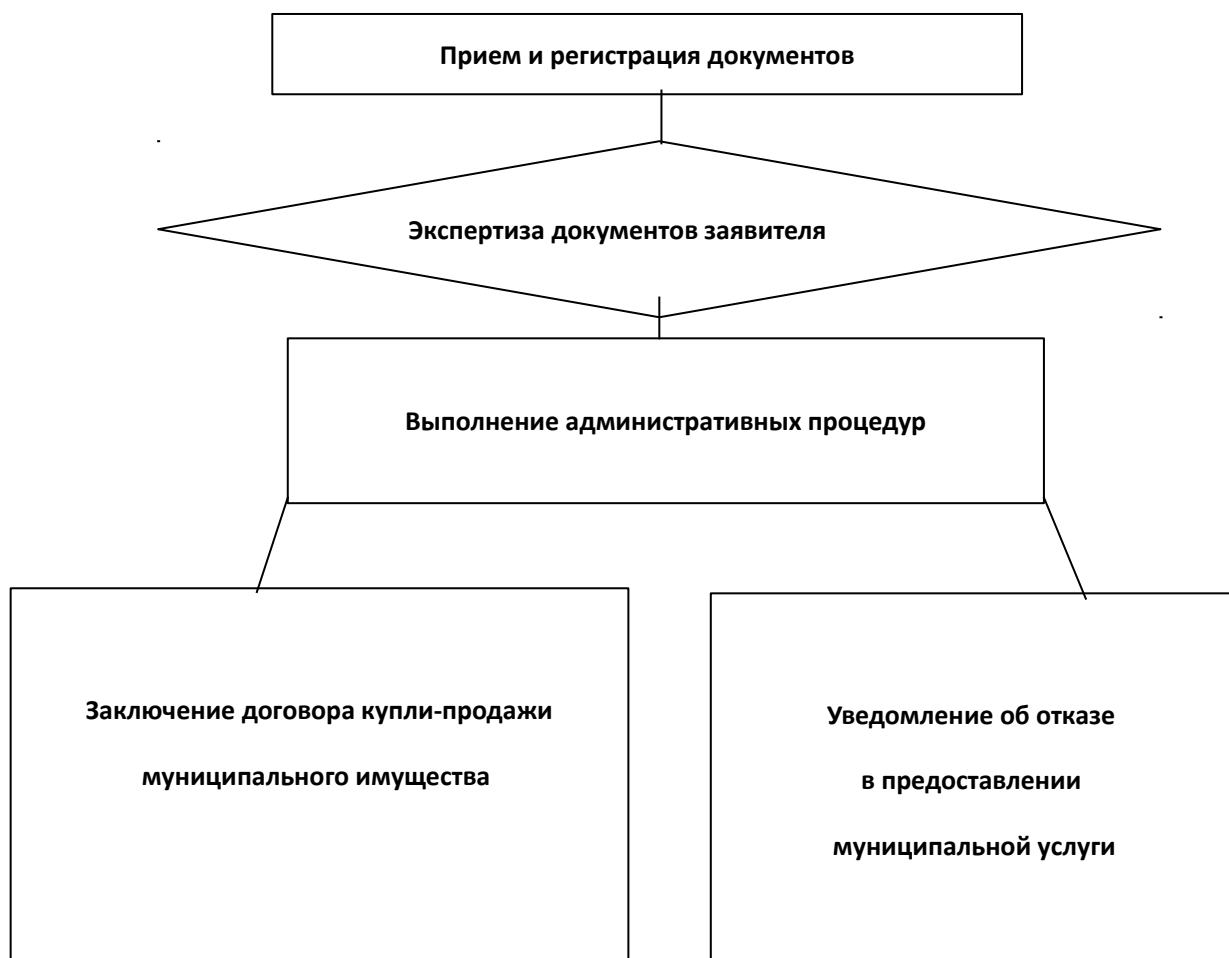 Прием и регистрация документов
Экспертиза документов заявителя
Выполнение административных процедур
Заключение договора купли-продажи
муниципального имущества
Уведомление об отказе
в предоставлении
муниципальной услуги